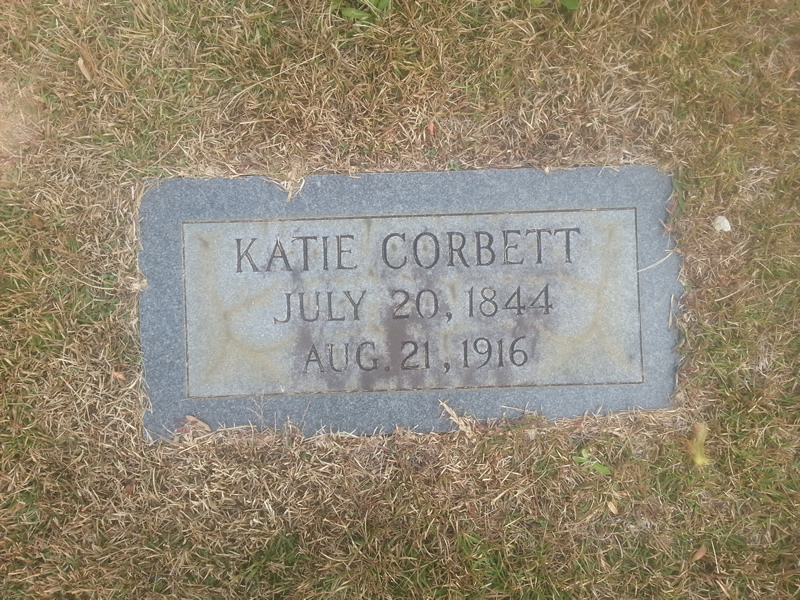 KATIE CORBETT
JULY 20, 1844
AUG. 21, 1916